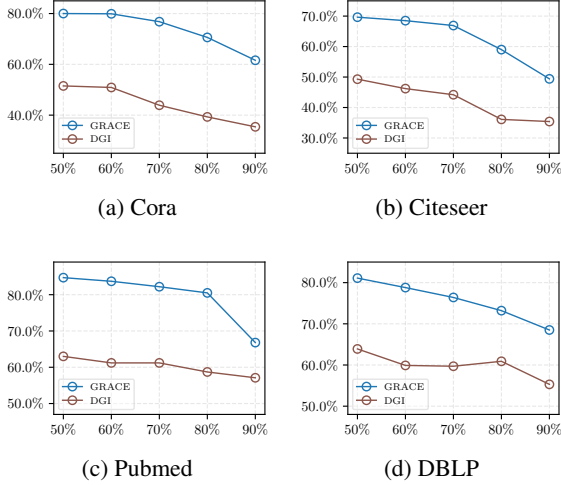 80.0%
60.0%
40.0%
GRACE
DGI
50% 60% 70% 80% 90%
(a) Cora
70.0%
60.0%
50.0%
40.0%
30.0%
GRACE
DGI
50% 60% 70% 80% 90%
(b) Citeseer
80.0%
70.0%
60.0%
50.0%
GRACE
DGI
50% 60% 70% 80% 90%
(c) Pubmed
80.0%
70.0%
60.0%
50.0%
GRACE
DGI
50% 60% 70% 80% 90%
(d) DBLP